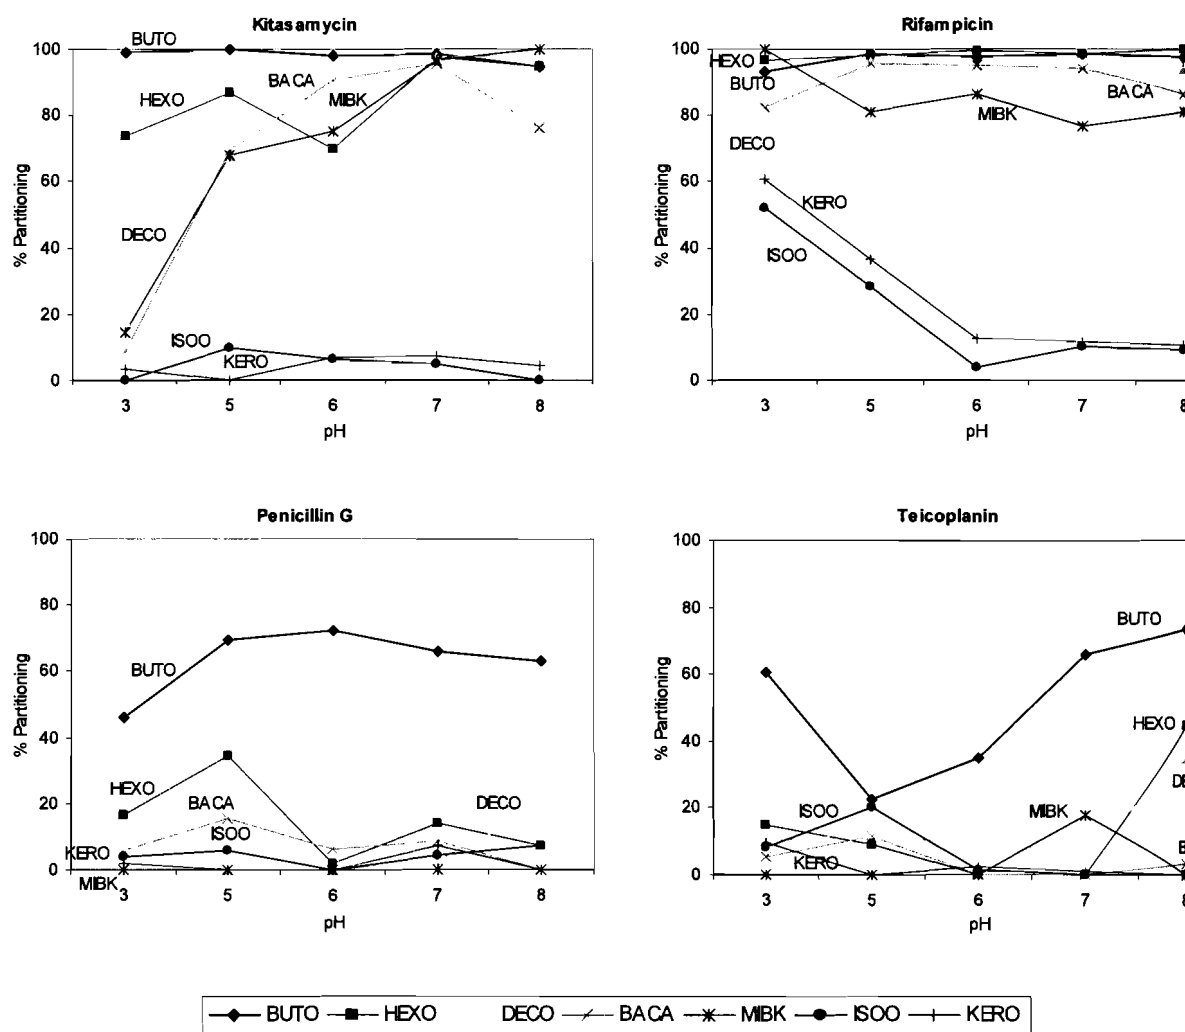 Kitasamycin
100
80
60
40
20
0
% Partitioning
BUTO
HEXO
BACA
MIBK
DECO
ISOO
KERO
3 5 6 7 8
pH
Rifampicin
100
80
60
40
20
0
% Partitioning
HEXO
BUTO
BACA
MIBK
DECO
KERO
ISOO
3 5 6 7 8
pH
Penicillin G
100
80
60
40
20
0
% Partitioning
BUTO
HEXO
BACA
DECO
ISOO
KERO
MIBK
3 5 6 7 8
pH
Teicoplanin
100
80
60
40
20
0
% Partitioning
BUTO
HEXO
DE
ISOO
MIBK
KERO
B
3 5 6 7 8
pH
BUTO HEXO DECO BACA MIBK ISOO KERO